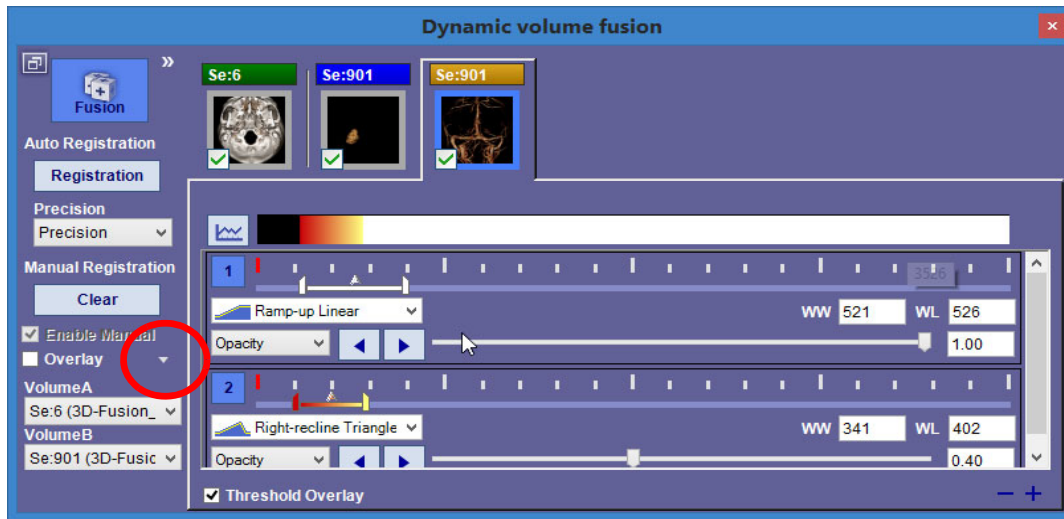 Dynamic volume fusion
»
Fusion
Auto Registration
Registration
Precision
Precision
Manual Registration
Clear
Enable Manual
Overlay
VolumeA
Se:6 (3D-Fusion_
VolumeB
Se:901 (3D-Fusic
Se:6
Se:901
Se:901
1
3526
Ramp-up Linear
WW 521 WL 526
Opacity
1.00
2
Right-recline Triangle
WW 341 WL 402
Opacity
0.40
Threshold Overlay
− +